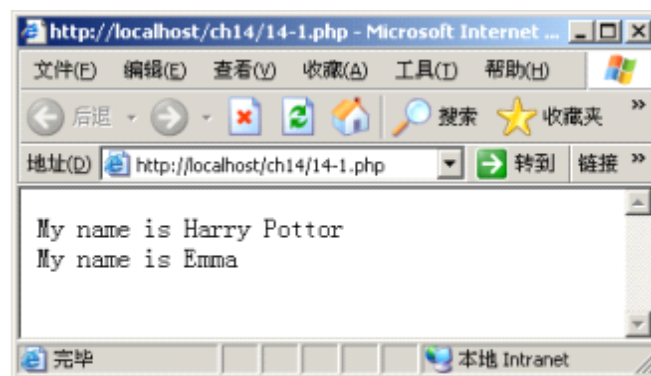 http://localhost/ch14/14-1.php - Microsoft Internet ...
文件(F) 编辑(E) 查看(V) 收藏(A) 工具(T) 帮助(H)
后退 搜索 收藏夹 »
地址(D) http://localhost/ch14/14-1.php 转到 链接 »
My name is Harry Pottor
My name is Emma
完毕 本地 Intranet